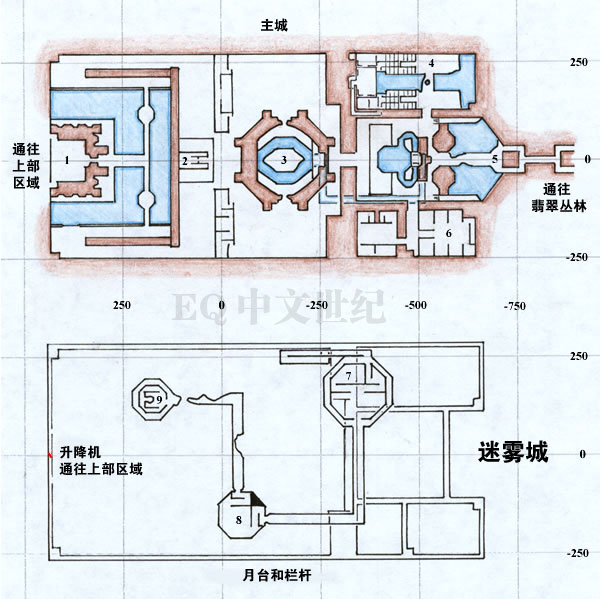 主城
250
4
通往
上部
区域
1
2
3
5
0
通往
翡翠丛林
6
-250
250
0
-250
-500
-750
EQ中文世纪
250
7
9
升降机
通往上部区域
迷雾城
0
8
-250
月台和栏杆